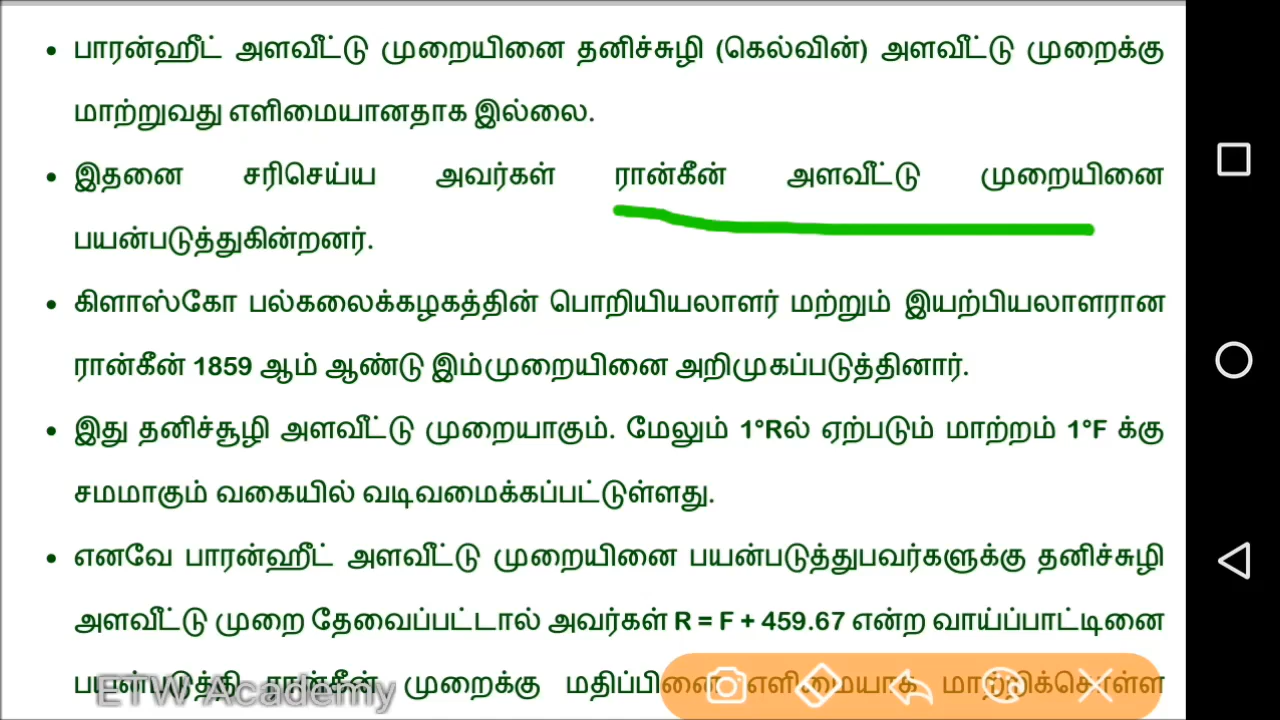 • பாரன்ஹீட் அளவீட்டு முறையினை தனிச்சுழி (கெல்வின்) அளவீட்டு முறைக்கு
மாற்றுவது எளிமையானதாக இல்லை.
• இதனை சரிசெய்ய அவர்கள் ரான்கீன் அளவீட்டு முறையினை
பயன்படுத்துகின்றனர்.
• கிளாஸ்கோ பல்கலைக்கழகத்தின் பொறியியலாளர் மற்றும் இயற்பியலாளரான
ரான்கீன் 1859 ஆம் ஆண்டு இம்முறையினை அறிமுகப்படுத்தினார்.
• இது தனிச்சூழி அளவீட்டு முறையாகும். மேலும் 1°Rல் ஏற்படும் மாற்றம் 1°F க்கு
சமமாகும் வகையில் வடிவமைக்கப்பட்டுள்ளது.
• எனவே பாரன்ஹீட் அளவீட்டு முறையினை பயன்படுத்துபவர்களுக்கு தனிச்சுழி
அளவீட்டு முறை தேவைப்பட்டால் அவர்கள் R = F + 459.67 என்ற வாய்ப்பாட்டினை
பயன்படுத்தி ரான்கீன் முறைக்கு மதிப்பினை எளிமையாக மாற்றிக்கொள்ள
ETW Academy